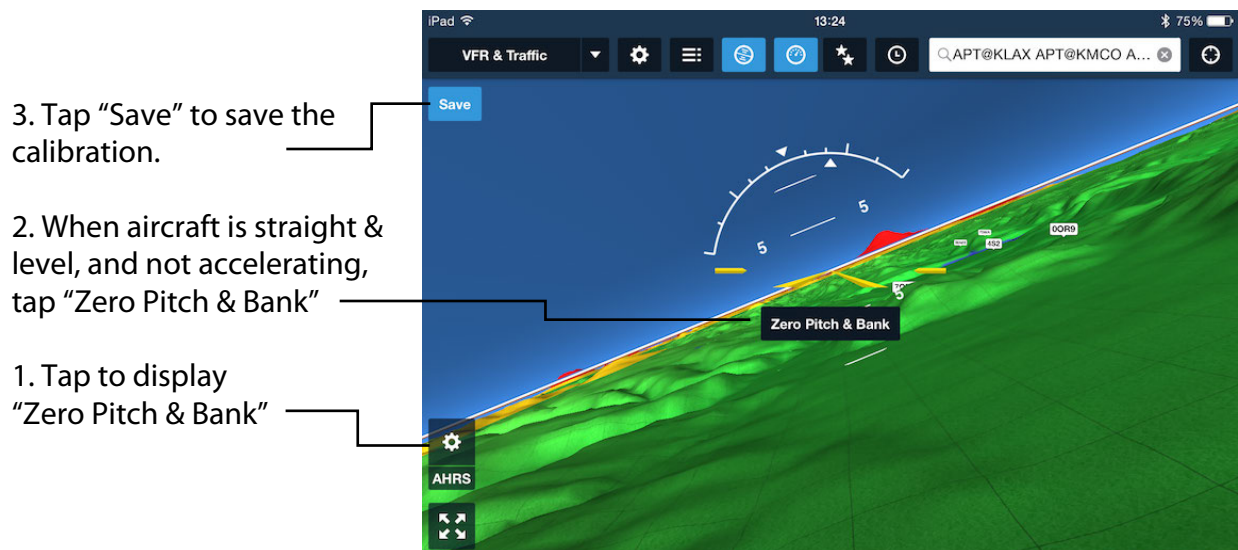 iPad 13:24 75%
VFR & Traffic APT@KLAX APT@KMCO A...
Save
3. Tap “Save” to save the
calibration.
2. When aircraft is straight &
level, and not accelerating,
tap “Zero Pitch & Bank”
1. Tap to display
“Zero Pitch & Bank”
5
5
0OR9
4S2
5
Zero Pitch & Bank
AHRS